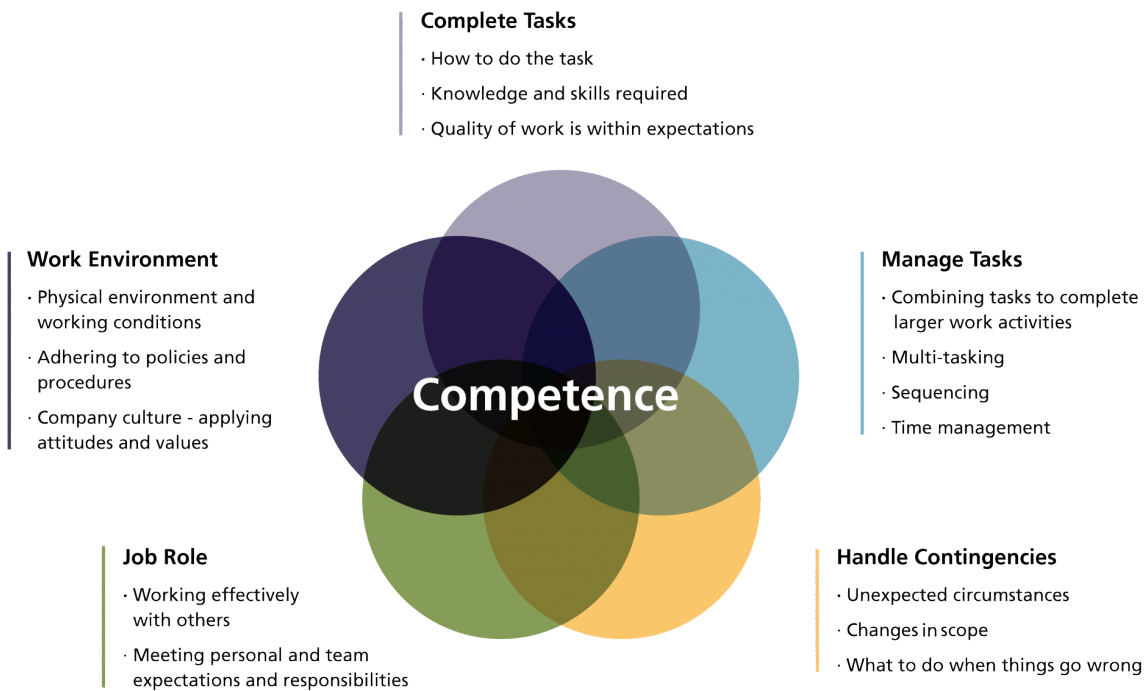 Complete Tasks
· How to do the task
· Knowledge and skills required
· Quality of work is within expectations
Work Environment
· Physical environment and
working conditions
· Adhering to policies and
procedures
· Company culture - applying
attitudes and values
Manage Tasks
· Combining tasks to complete
larger work activities
· Multi-tasking
· Sequencing
· Time management
Competence
Job Role
· Working effectively
with others
· Meeting personal and team
expectations and responsibilities
Handle Contingencies
· Unexpected circumstances
· Changes in scope
· What to do when things go wrong